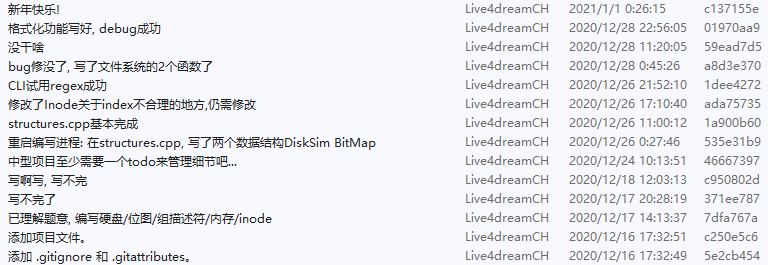 新年快乐! Live4dreamCH 2021/1/1 0:26:15 c137155e
格式化功能写好, debug成功 Live4dreamCH 2020/12/28 22:56:05 01970aa9
没干啥 Live4dreamCH 2020/12/28 11:20:05 59ead7d5
bug修没了, 写了文件系统的2个函数了 Live4dreamCH 2020/12/28 0:45:26 a8d3e370
CLI试用regex成功 Live4dreamCH 2020/12/26 21:52:10 1dee4272
修改了Inode关于index不合理的地方,仍需修改 Live4dreamCH 2020/12/26 17:10:40 ada75735
structures.cpp基本完成 Live4dreamCH 2020/12/26 11:00:12 1a900b60
重启编写进程: 在structures.cpp, 写了两个数据结构DiskSim BitMap Live4dreamCH 2020/12/26 0:27:46 535e31b9
中型项目至少需要一个todo来管理细节吧... Live4dreamCH 2020/12/24 10:13:51 46667397
写啊写, 写不完 Live4dreamCH 2020/12/18 12:03:13 c950802d
写不完了 Live4dreamCH 2020/12/17 20:28:19 371ee787
已理解题意, 编写硬盘/位图/组描述符/内存/inode Live4dreamCH 2020/12/17 14:13:37 7dfa767a
添加项目文件。 Live4dreamCH 2020/12/16 17:32:51 c250e5c6
添加 .gitignore 和 .gitattributes。 Live4dreamCH 2020/12/16 17:32:49 5e2cb454